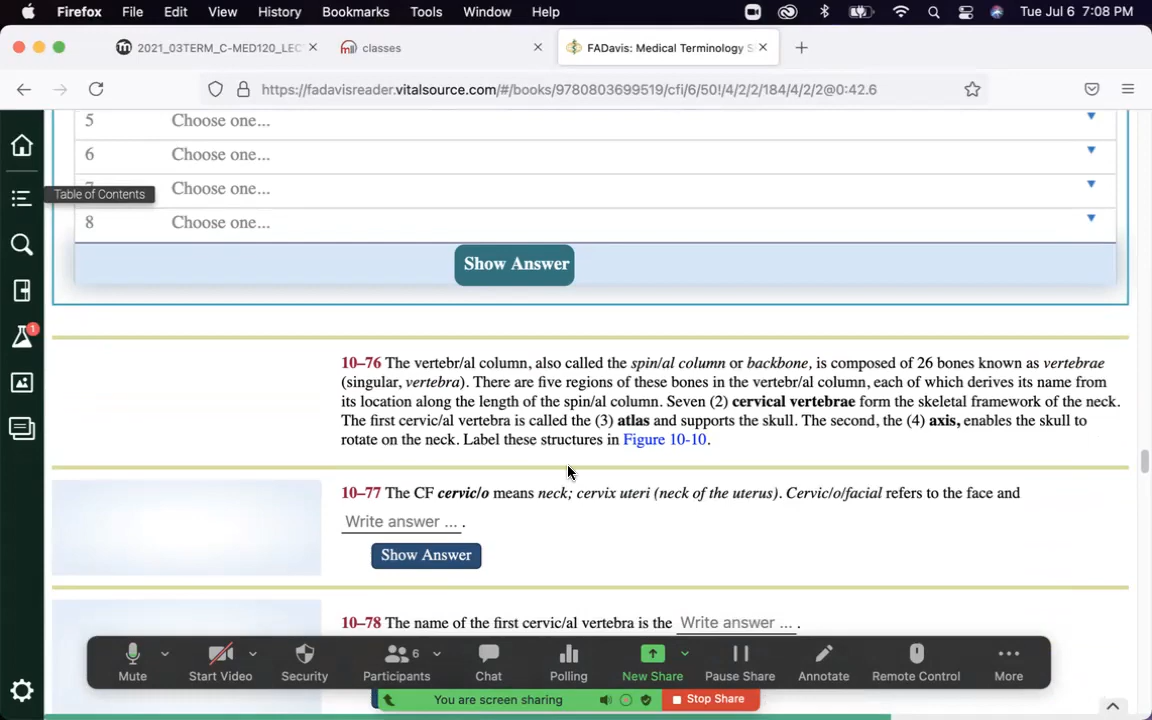 Firefox File Edit View History Bookmarks Tools Window Help Tue Jul 6 7:08 PM
2021_03TERM_C-MED120_LEC classes FADavis: Medical Terminology S
https://fadavisreader.vitalsource.com/#/books/9780803699519/cfi/6/50!/4/2/2/184/4/2/2@0:42.6
5 Choose one...
6 Choose one...
Table of Contents
7 Choose one...
8 Choose one...
Show Answer
1
10–76 The vertebr/al column, also called the spin/al column or backbone, is composed of 26 bones known as vertebrae
(singular, vertebra). There are five regions of these bones in the vertebr/al column, each of which derives its name from
its location along the length of the spin/al column. Seven (2) cervical vertebrae form the skeletal framework of the neck.
The first cervic/al vertebra is called the (3) atlas and supports the skull. The second, the (4) axis, enables the skull to
rotate on the neck. Label these structures in Figure 10-10.
10–77 The CF cervic/o means neck; cervix uteri (neck of the uterus). Cervic/o/facial refers to the face and
Write answer ... .
Show Answer
10–78 The name of the first cervic/al vertebra is the Write answer ... .
6
Mute Start Video Security Participants Chat Polling New Share Pause Share Annotate Remote Control More
You are screen sharing Stop Share